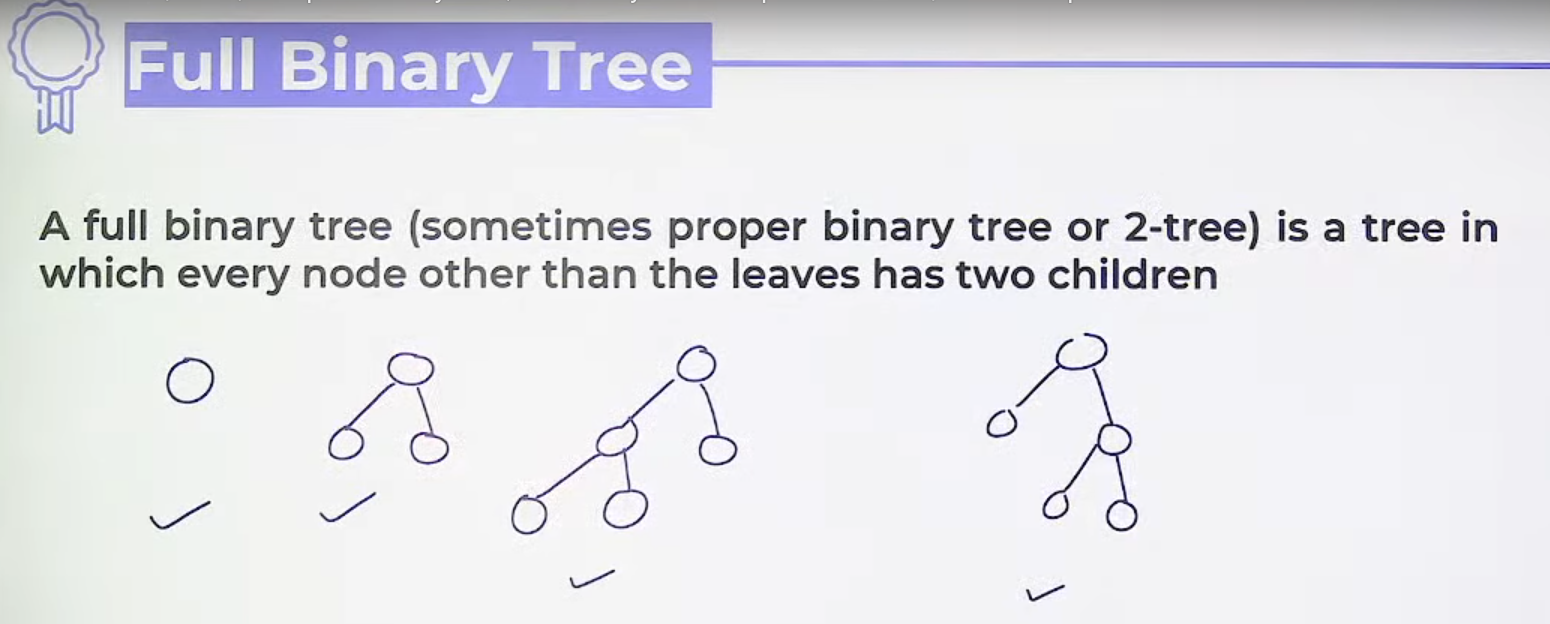 Full Binary Tree
A full binary tree (sometimes proper binary tree or 2-tree) is a tree in
which every node other than the leaves has two children